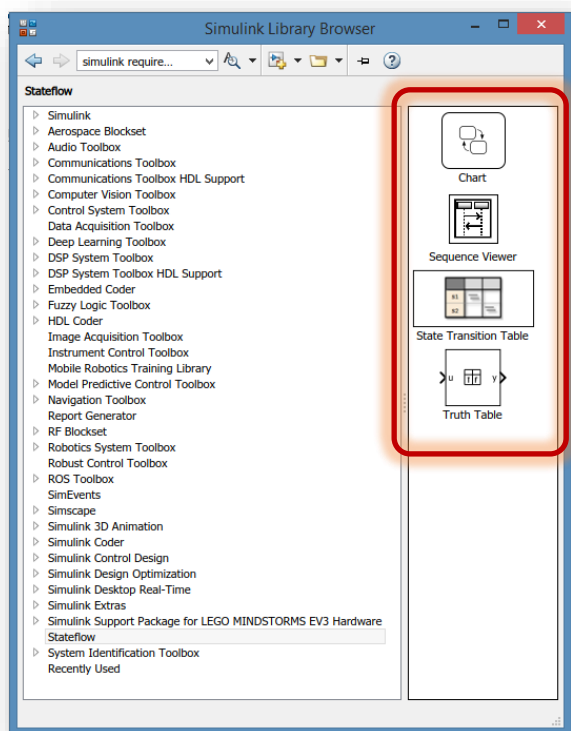 Simulink Library Browser
simulink require...
Stateflow
Simulink
Aerospace Blockset
Audio Toolbox
Communications Toolbox
Communications Toolbox HDL Support
Computer Vision Toolbox
Control System Toolbox
Data Acquisition Toolbox
Deep Learning Toolbox
DSP System Toolbox
DSP System Toolbox HDL Support
Embedded Coder
Fuzzy Logic Toolbox
HDL Coder
Image Acquisition Toolbox
Instrument Control Toolbox
Mobile Robotics Training Library
Model Predictive Control Toolbox
Navigation Toolbox
Report Generator
RF Blockset
Robotics System Toolbox
Robust Control Toolbox
ROS Toolbox
SimEvents
Simscape
Simulink 3D Animation
Simulink Coder
Simulink Control Design
Simulink Design Optimization
Simulink Desktop Real-Time
Simulink Extras
Simulink Support Package for LEGO MINDSTORMS EV3 Hardware
Stateflow
System Identification Toolbox
Recently Used
Chart
Sequence Viewer
S1
S2
State Transition Table
u T F y
Truth Table